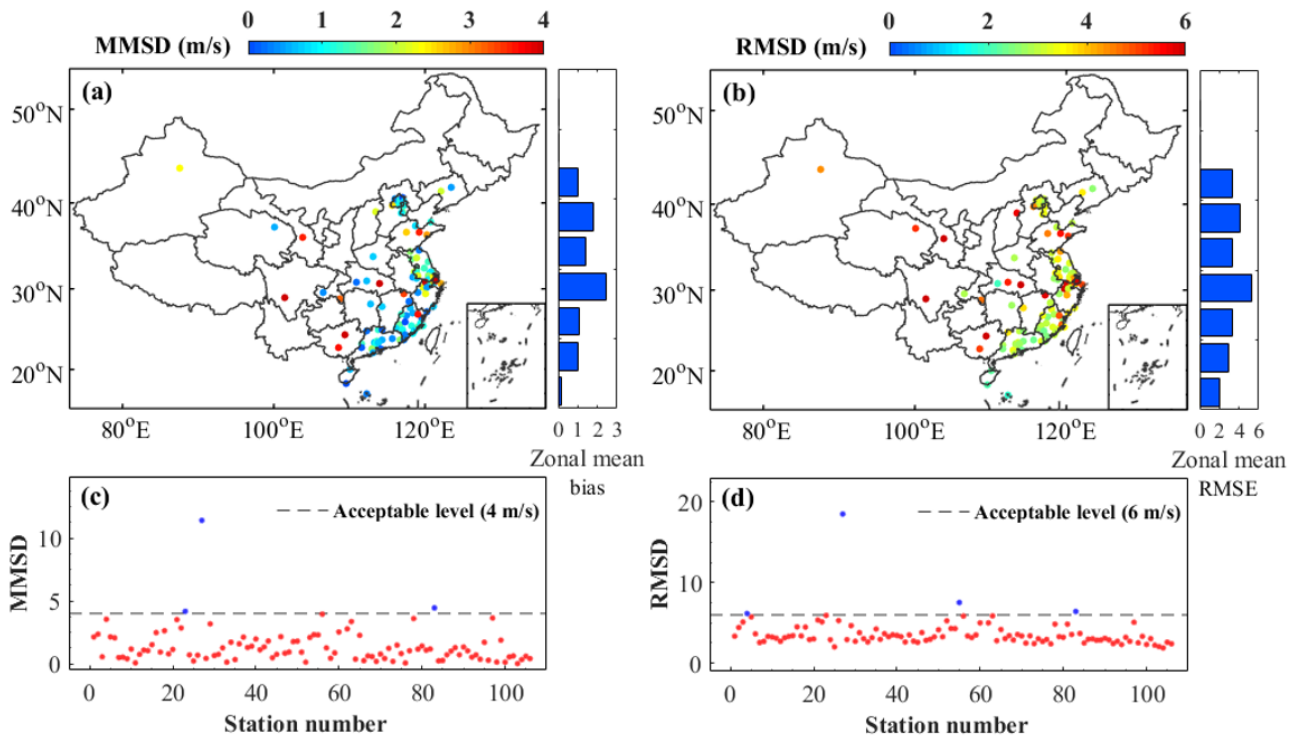 0 1 2 3 4
MMSD (m/s)
0 2 4 6
RMSD (m/s)
(a)
50°N
40°N
30°N
20°N
80°E 100°E 120°E
0 1 2 3
Zonal mean
bias
(b)
50°N
40°N
30°N
20°N
80°E 100°E 120°E
0 2 4 6
Zonal mean
RMSE
(c)
Acceptable level (4 m/s)
MMSD
10
5
0
0 20 40 60 80 100
Station number
(d)
Acceptable level (6 m/s)
RMSD
20
10
0
0 20 40 60 80 100
Station number